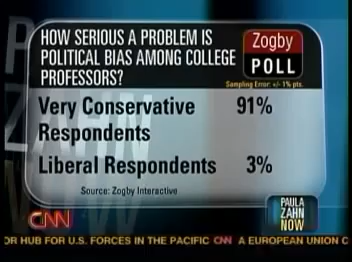 HOW SERIOUS A PROBLEM IS
POLITICAL BIAS AMONG COLLEGE
PROFESSORS?
Zogby
POLL
Sampling Error: +/- 1% pts.
Very Conservative 91%
Respondents
Liberal Respondents 3%
Source: Zogby Interactive
CNN
PAULA
ZAHN
NOW
OR HUB FOR U.S. FORCES IN THE PACIFIC CNN A EUROPEAN UNION C